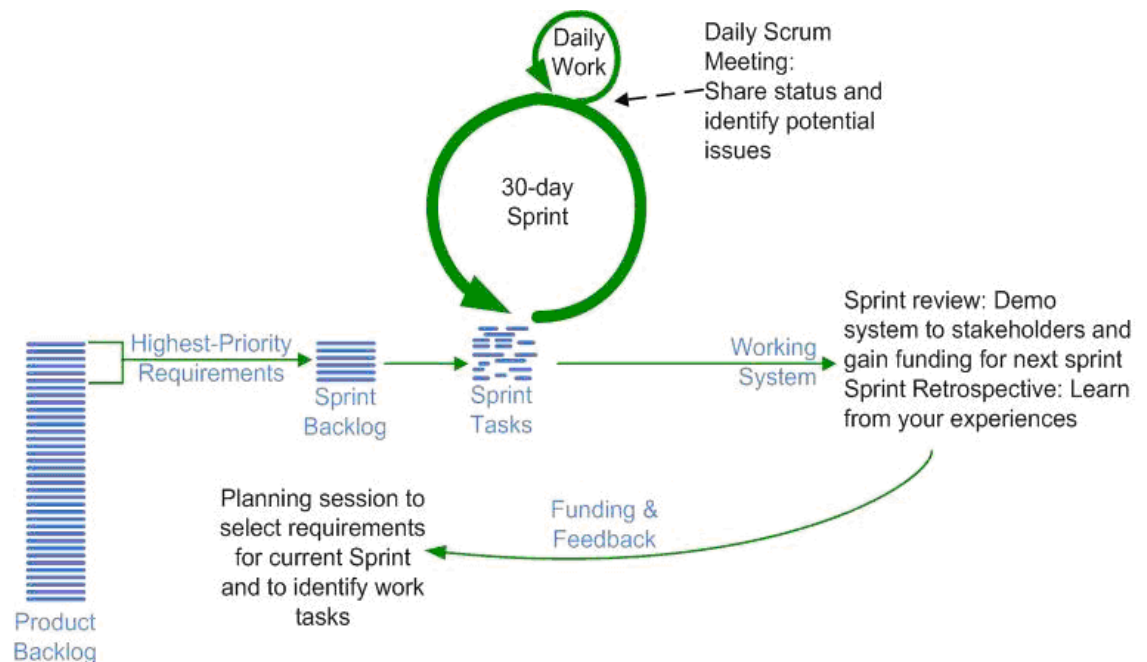 Daily
Work
Daily Scrum
Meeting:
Share status and
identify potential
issues
30-day
Sprint
Highest-Priority
Requirements
Sprint
Backlog
Sprint
Tasks
Working
System
Sprint review: Demo
system to stakeholders and
gain funding for next sprint
Sprint Retrospective: Learn
from your experiences
Planning session to
select requirements
for current Sprint
and to identify work
tasks
Funding &
Feedback
Product
Backlog